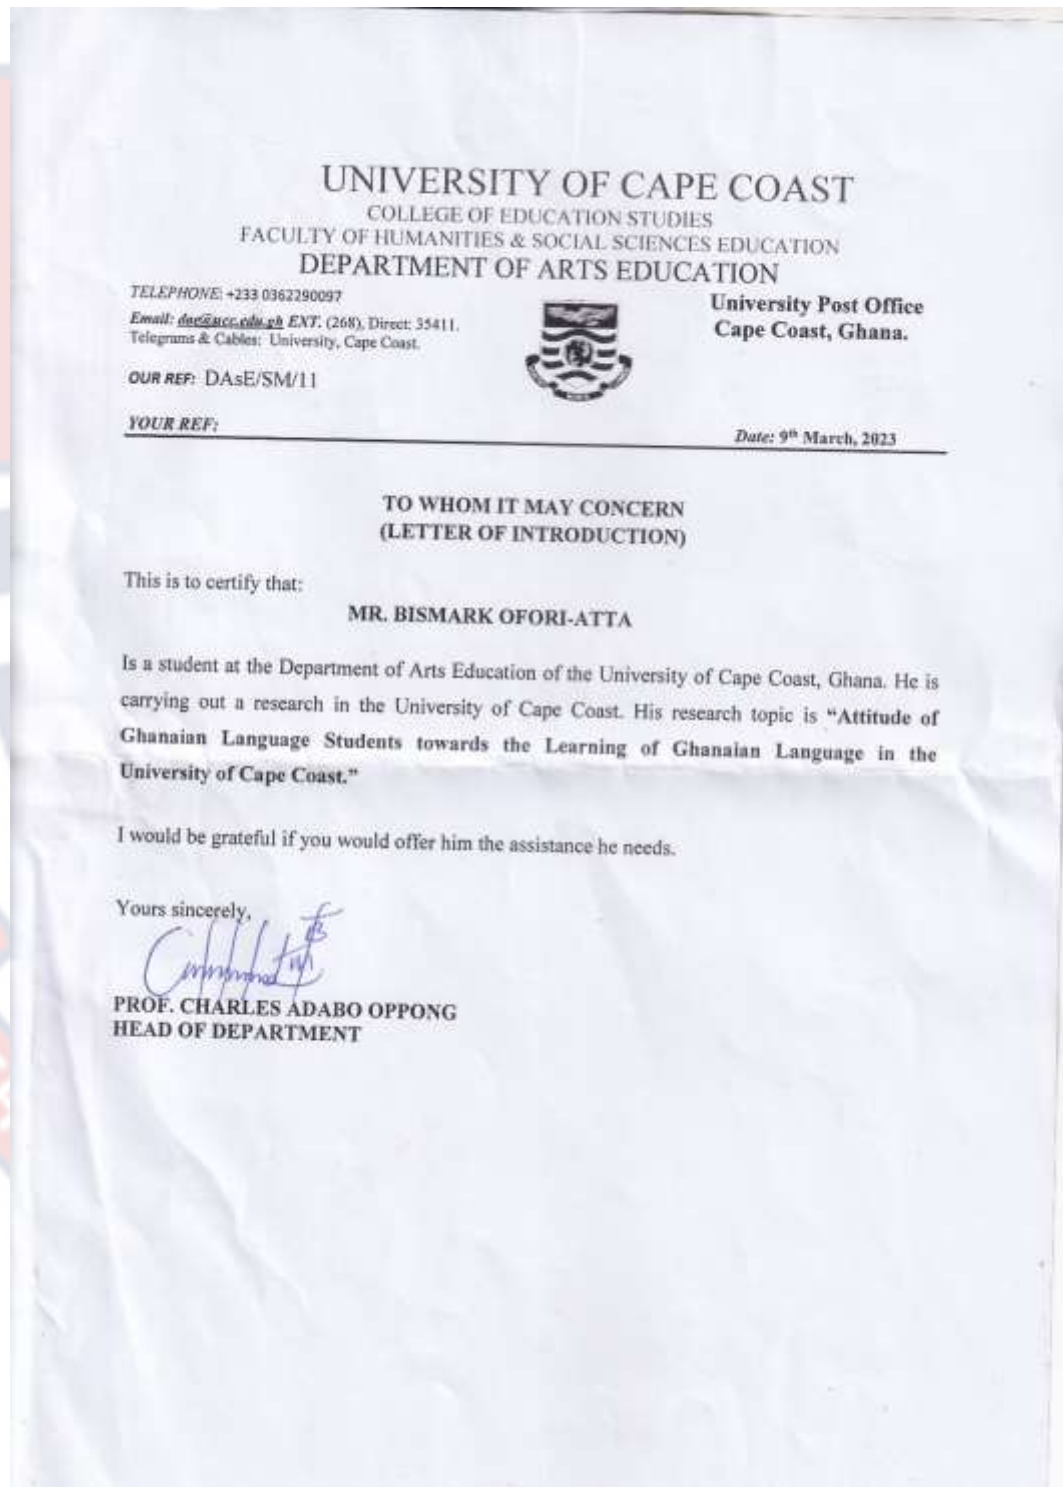 UNIVERSITY OF CAPE COAST
COLLEGE OF EDUCATION STUDIES
FACULTY OF HUMANITIES & SOCIAL SCIENCES EDUCATION
DEPARTMENT OF ARTS EDUCATION
TELEPHONE: +233 0362290097
Email: dae@ucc.edu.gh EXT. (268), Direct: 35411.
Telegrams & Cables: University, Cape Coast.
University Post Office
Cape Coast, Ghana.
OUR REF: DAsE/SM/11
YOUR REF:
Date: 9th March, 2023
TO WHOM IT MAY CONCERN
(LETTER OF INTRODUCTION)
This is to certify that:
MR. BISMARK OFORI-ATTA
Is a student at the Department of Arts Education of the University of Cape Coast, Ghana. He is
carrying out a research in the University of Cape Coast. His research topic is “Attitude of
Ghanaian Language Students towards the Learning of Ghanaian Language in the
University of Cape Coast.”
I would be grateful if you would offer him the assistance he needs.
Yours sincerely,
PROF. CHARLES ADABO OPPONG
HEAD OF DEPARTMENT